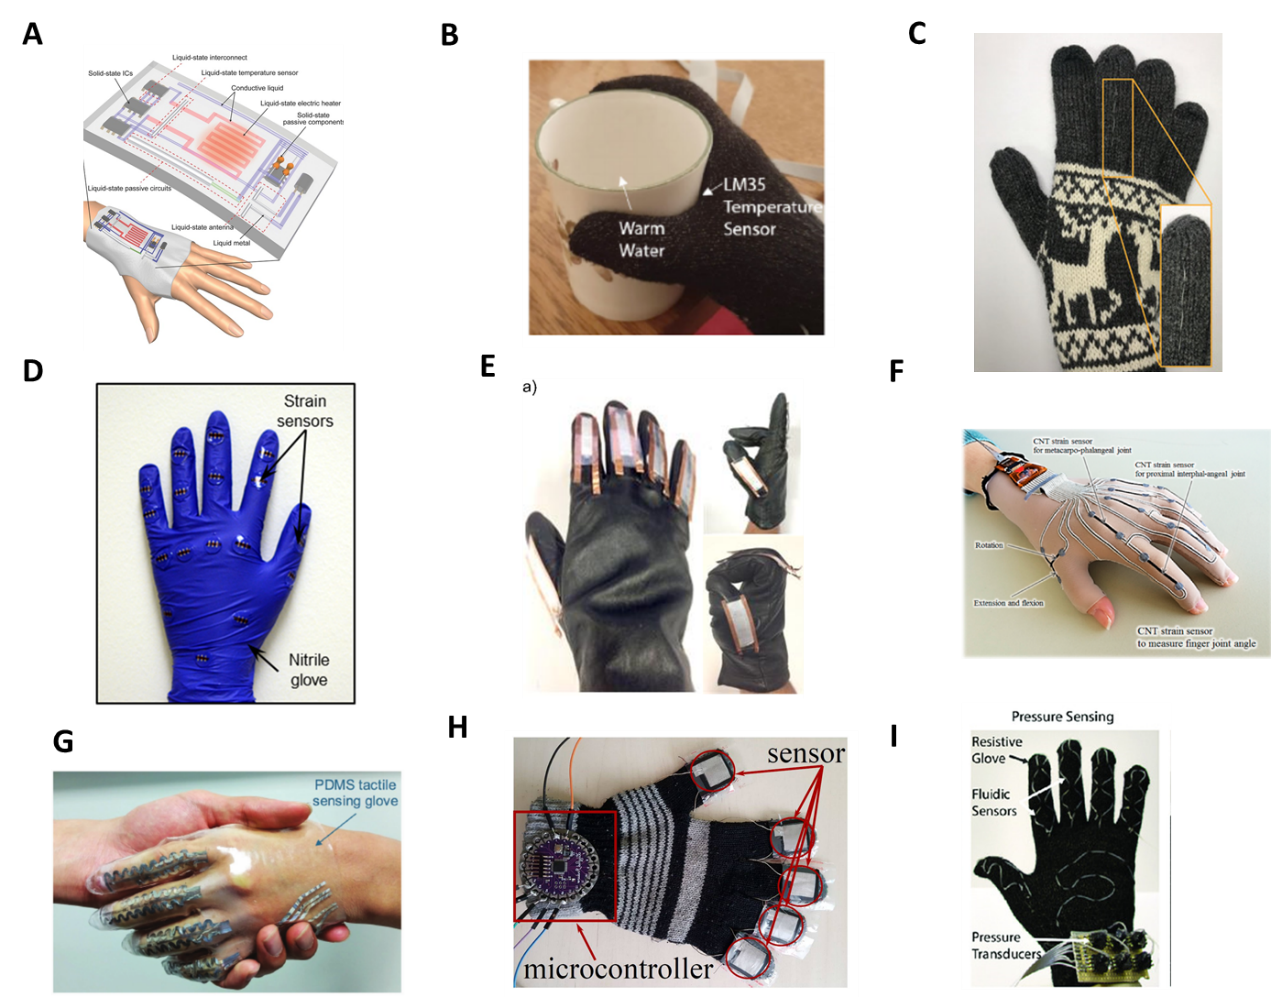 A
Liquid-state interconnect
Liquid-state temperature sensor
Solid-state ICs
Conductive liquid
Liquid-state electric heater
Solid-state
passive components
Liquid-state passive circuits
Liquid-state antenna
Liquid metal
B
LM35
Temperature
Sensor
Warm
Water
C
D
Strain
sensors
Nitrile
glove
E
a)
F
CNT strain sensor
for metacarpo-phalangeal joint
CNT strain sensor
for proximal interphal-angeal joint
Rotation
Extension and flexion
CNT strain sensor
to measure finger joint angle
G
PDMS tactile
sensing glove
H
sensor
microcontroller
I
Pressure Sensing
Resistive
Glove
Fluidic
Sensors
Pressure
Transducers